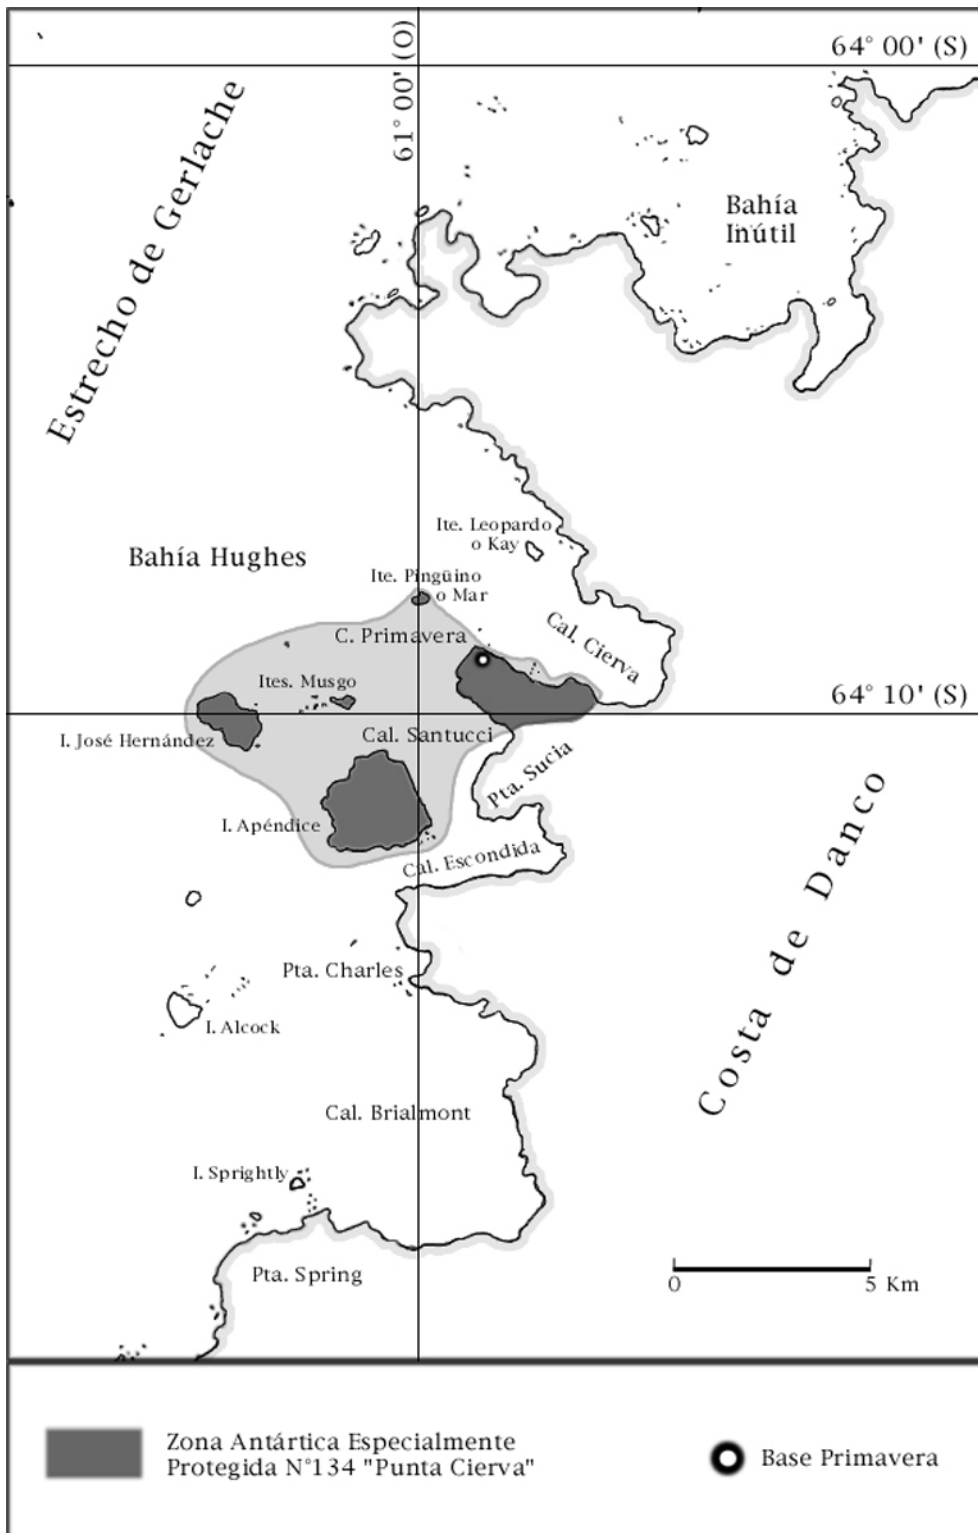 64° 00' (S)
61° 00' (O)
Estrecho de Gerlache
Bahía
Inútil
Ite. Leopardo
o Kay
Bahía Hughes
Ite. Pingüino
o Mar
Cal. Cierva
C. Primavera
Ites. Musgo
64° 10' (S)
I. José Hernández
Cal. Santucci
Pta. Sucia
I. Apéndice
Cal. Escondida
Costa de Danco
Pta. Charles
I. Alcock
Cal. Brialmont
I. Sprightly
Pta. Spring
0 5 Km
Zona Antártica Especialmente
Protegida N°134 "Punta Cierva"
Base Primavera